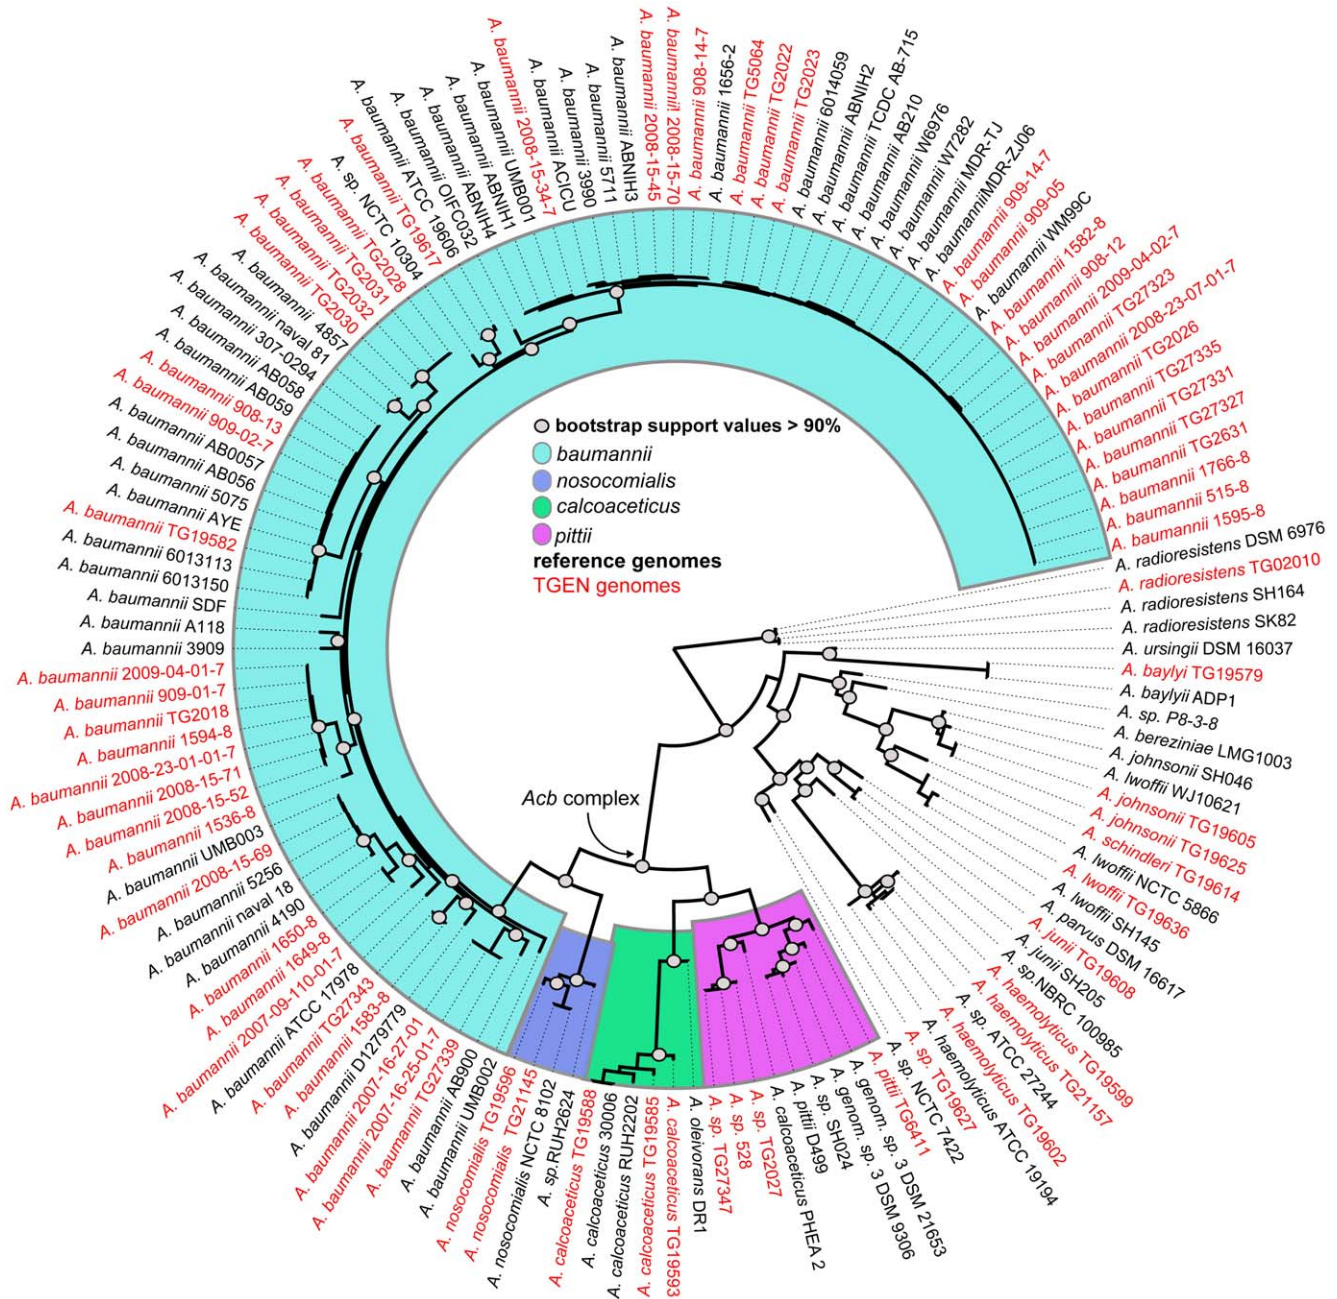 A. baumannii 2008-15-70
A. baumannii 908-14-7
A. baumannii 1656-2
A. baumannii TG5064
A. baumannii TG2022
A. baumannii TG2023
A. baumannii 6014059
A. baumannii ABNIH2
A. baumannii TCDC AB-715
A. baumannii AB210
A. baumannii W6976
A. baumannii W7282
A. baumannii MDR-TJ
A. baumanniiMDR-ZJ06
A. baumannii 909-14-7
A. baumannii 909-05
A. baumannii WM99C
A. baumannii 1582-8
A. baumannii 908-12
A. baumannii 2009-04-02-7
A. baumannii TG27323
A. baumannii 2008-23-07-01-7
A. baumannii TG2026
A. baumannii TG27335
A. baumannii TG27331
A. baumannii TG27327
A. baumannii TG2631
A. baumannii 1766-8
A. baumannii 515-8
A. baumannii 1595-8
A. radioresistens DSM 6976
A. radioresistens TG02010
A. radioresistens SH164
A. radioresistens SK82
A. ursingii DSM 16037
A. baylyi TG19579
A. baylyii ADP1
A. sp. P8-3-8
A. bereziniae LMG1003
A. johnsonii SH046
A. lwoffii WJ10621
A. johnsonii TG19605
A. johnsonii TG19625
A. schindleri TG19614
A. lwoffii NCTC 5866
A. lwoffii TG19636
A. lwoffii SH145
A. parvus DSM 16617
A. junii TG19608
A. junii SH205
A. sp.NBRC 100985
A. haemolyticus TG19599
A. haemolyticus TG21157
A. sp. ATCC 27244
A. haemolyticus TG19602
A. haemolyticus ATCC 19194
A. sp. TG19627
A. sp. NCTC 7422
A. pittii TG6411
A. genom. sp. 3 DSM 21653
A. genom. sp. 3 DSM 9306
A. sp. SH024
A. pittii D499
A. calcoaceticus PHEA 2
A. sp. TG2027
A. sp. 528
A. sp. TG27347
A. oleivorans DR1
A. calcoaceticus TG19593
A. calcoaceticus TG19585
A. calcoaceticus RUH2202
A. calcoaceticus 30006
A. calcoaceticus TG19588
A. sp.RUH2624
A. nosocomialis NCTC 8102
A. nosocomialis TG21145
A. nosocomialis TG19596
A. baumannii UMB002
A. baumannii AB900
A. baumannii TG27339
A. baumannii 2007-16-25-01-7
A. baumannii 2007-16-27-01
A. baumannii D1279779
A. baumannii 1583-8
A. baumannii TG27343
A. baumannii ATCC 17978
A. baumannii 2007-09-110-01-7
A. baumannii 1649-8
A. baumannii 1650-8
A. baumannii 4190
A. baumannii naval 18
A. baumannii 5256
A. baumannii 2008-15-69
A. baumannii UMB003
A. baumannii 1536-8
A. baumannii 2008-15-52
A. baumannii 2008-15-71
A. baumannii 2008-23-01-01-7
A. baumannii 1594-8
A. baumannii TG2018
A. baumannii 909-01-7
A. baumannii 2009-04-01-7
A. baumannii 3909
A. baumannii A118
A. baumannii SDF
A. baumannii 6013150
A. baumannii 6013113
A. baumannii TG19582
A. baumannii AYE
A. baumannii 5075
A. baumannii AB056
A. baumannii AB0057
A. baumannii 909-02-7
A. baumannii 908-13
A. baumannii AB059
A. baumannii AB058
A. baumannii 307-0294
A. baumannii naval 81
A. baumannii 4857
A. baumannii TG2030
A. baumannii TG2032
A. baumannii TG2031
A. baumannii TG2028
A. sp. NCTC 10304
A. baumannii TG19617
A. baumannii ATCC 19606
A. baumannii OIFC032
A. baumannii ABNIH4
A. baumannii ABNIH1
A. baumannii UMB001
A. baumannii 2008-15-34-7
A. baumannii ACICU
A. baumannii 3990
A. baumannii 5711
A. baumannii ABNIH3
A. baumannii 2008-15-45
bootstrap support values > 90%
baumannii
nosocomialis
calcoaceticus
pittii
reference genomes
TGEN genomes
Acb complex